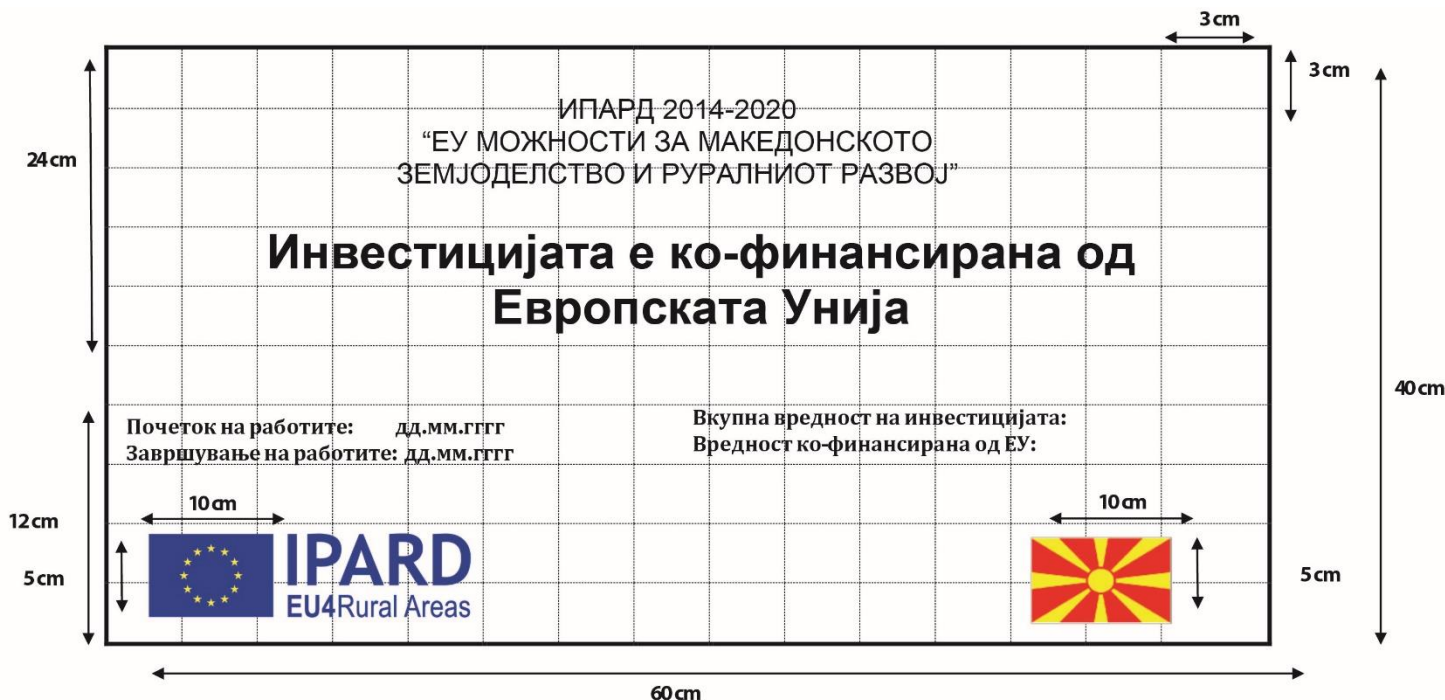 3cm
3cm
ИПАРД 2014-2020
“ЕУ МОЖНОСТИ ЗА МАКЕДОНСКОТО
ЗЕМЈОДЕЛСТВО И РУРАЛНИОТ РАЗВОЈ”
24cm
Инвестицијата е ко-финансирана од
Европската Унија
40cm
Почеток на работите: дд.мм.гггг
Завршување на работите: дд.мм.гггг
Вкупна вредност на инвестицијата:
Вредност ко-финансирана од ЕУ:
12cm
10cm
10cm
5cm
IPARD
EU4Rural Areas
5cm
60cm